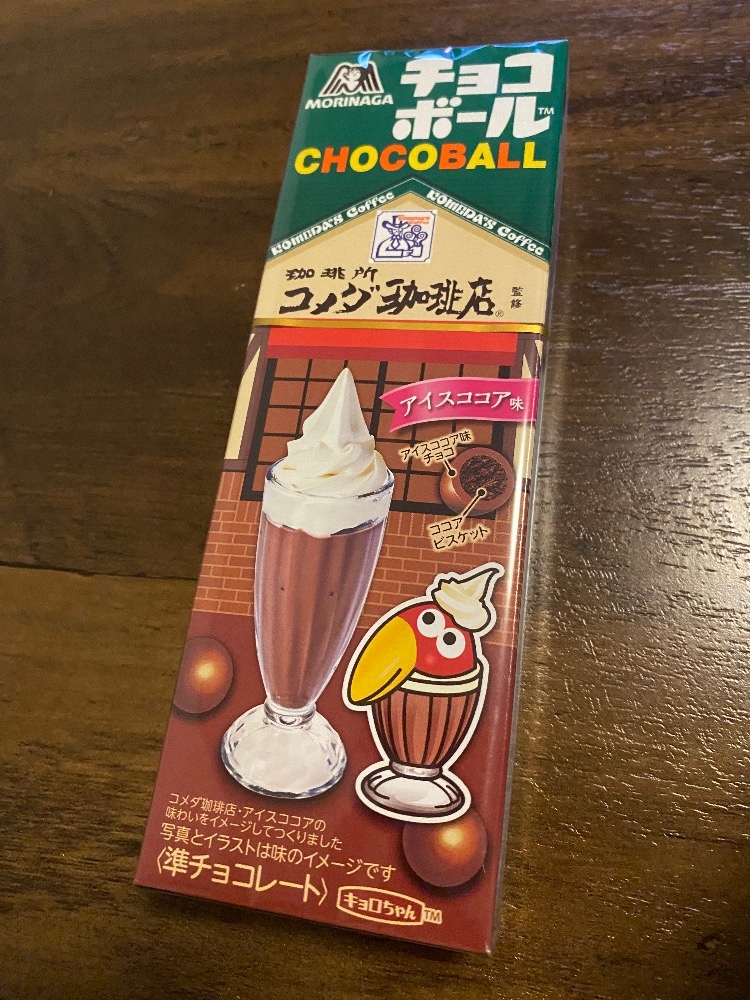 MORINAGA
チョコ
ボール™
CHOCOBALL
KOMEDA'S Coffee
KOMEDA'S Coffee
珈琲所
コメダ珈琲店®
監修
アイスココア味
アイスココア味
チョコ
ココア
ビスケット
コメダ珈琲店・アイスココアの
味わいをイメージしてつくりました
写真とイラストは味のイメージです
〈準チョコレート〉
キョロちゃん™